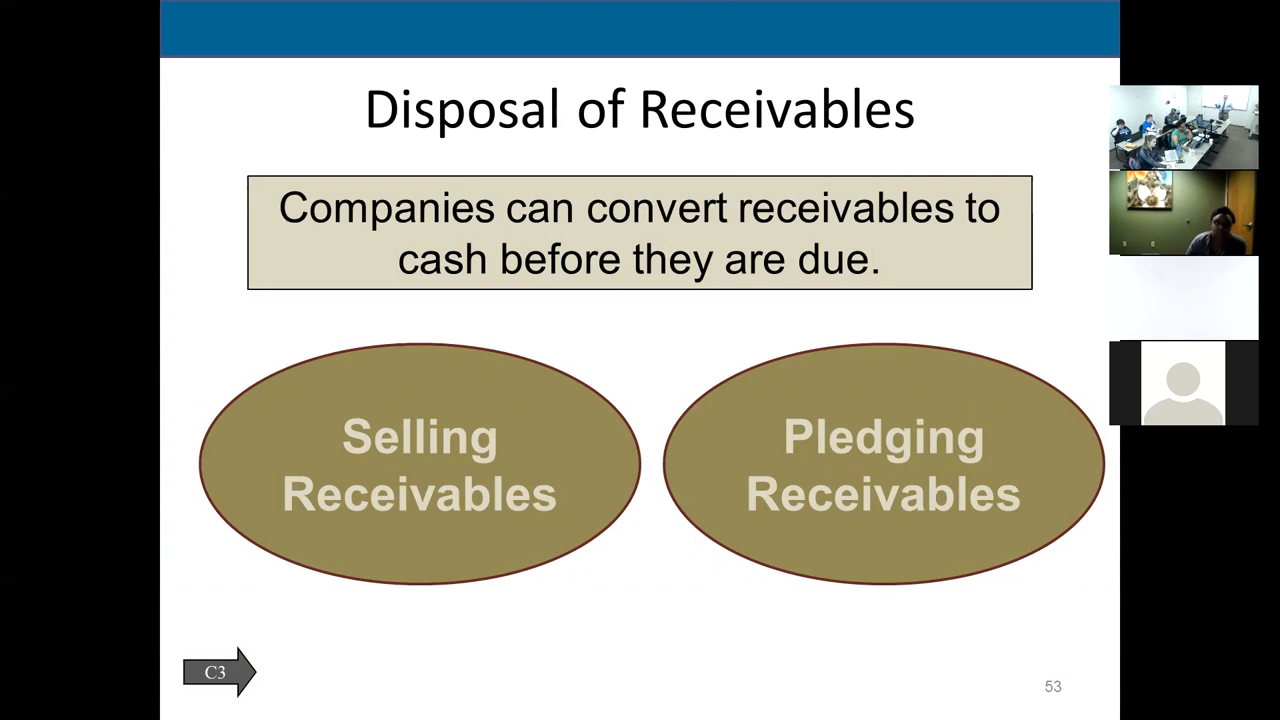 Disposal of Receivables
Companies can convert receivables to
cash before they are due.
Selling
Receivables
Pledging
Receivables
C3
53